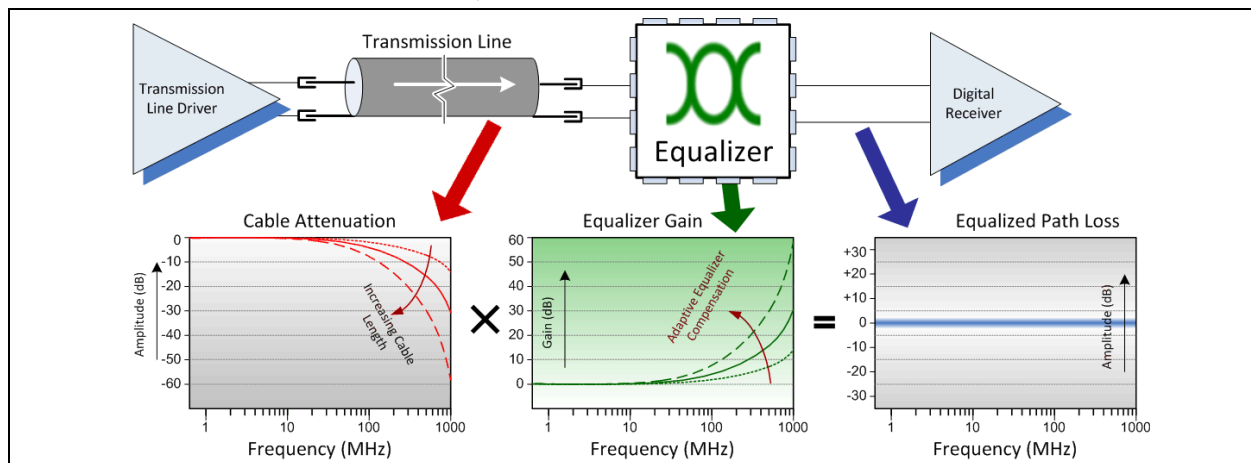 Transmission Line
Transmission
Line Driver
Equalizer
Digital
Receiver
Cable Attenuation
Amplitude (dB)
0
-10
-20
-30
-40
-50
-60
Increasing Cable
Length
1
10
100
1000
Frequency (MHz)
×
Equalizer Gain
Gain (dB)
60
50
40
30
20
10
0
Adaptive Equalizer
Compensation
1
10
100
1000
Frequency (MHz)
=
Equalized Path Loss
+30
+20
+10
0
-10
-20
-30
Amplitude (dB)
1
10
100
1000
Frequency (MHz)